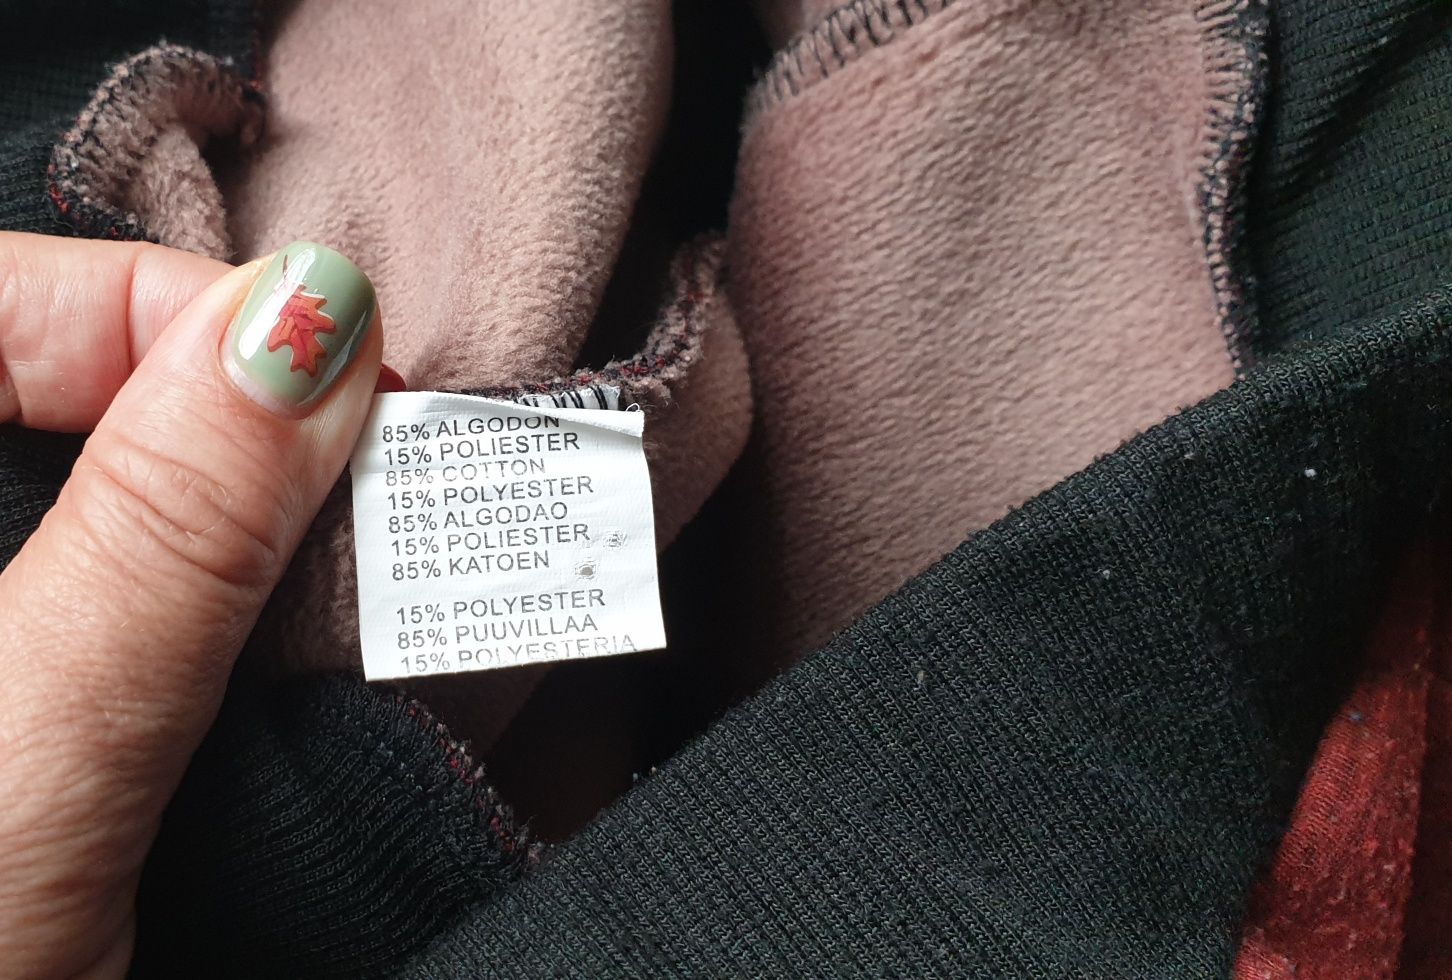 85% ALGODON
15% POLIESTER
85% COTTON
15% POLYESTER
85% ALGODAO
15% POLIESTER
85% KATOEN
15% POLYESTER
85% PUUVILLAA
15% POLYESTERIA